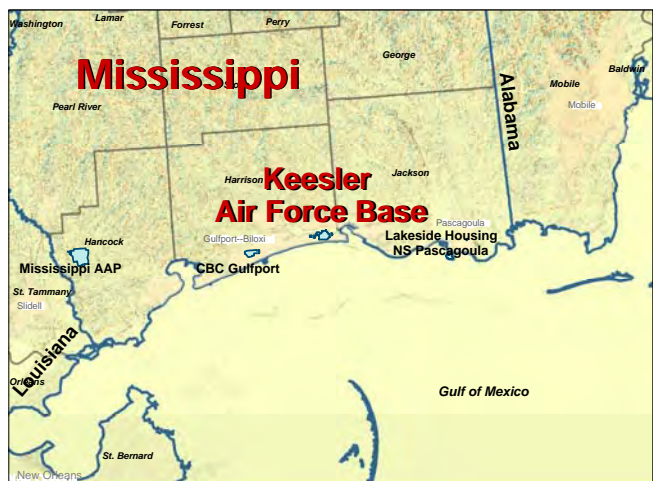 Washington
Lamar
Forrest
Perry
George
Baldwin
Mississippi
Mobile
Mobile
Pearl River
Alabama
Harrison
Jackson
Keesler
Air Force Base
Pascagoula
Hancock
Gulfport--Biloxi
Lakeside Housing
NS Pascagoula
Mississippi AAP
CBC Gulfport
St. Tammany
Slidell
Louisiana
Orleans
Gulf of Mexico
St. Bernard
New Orleans